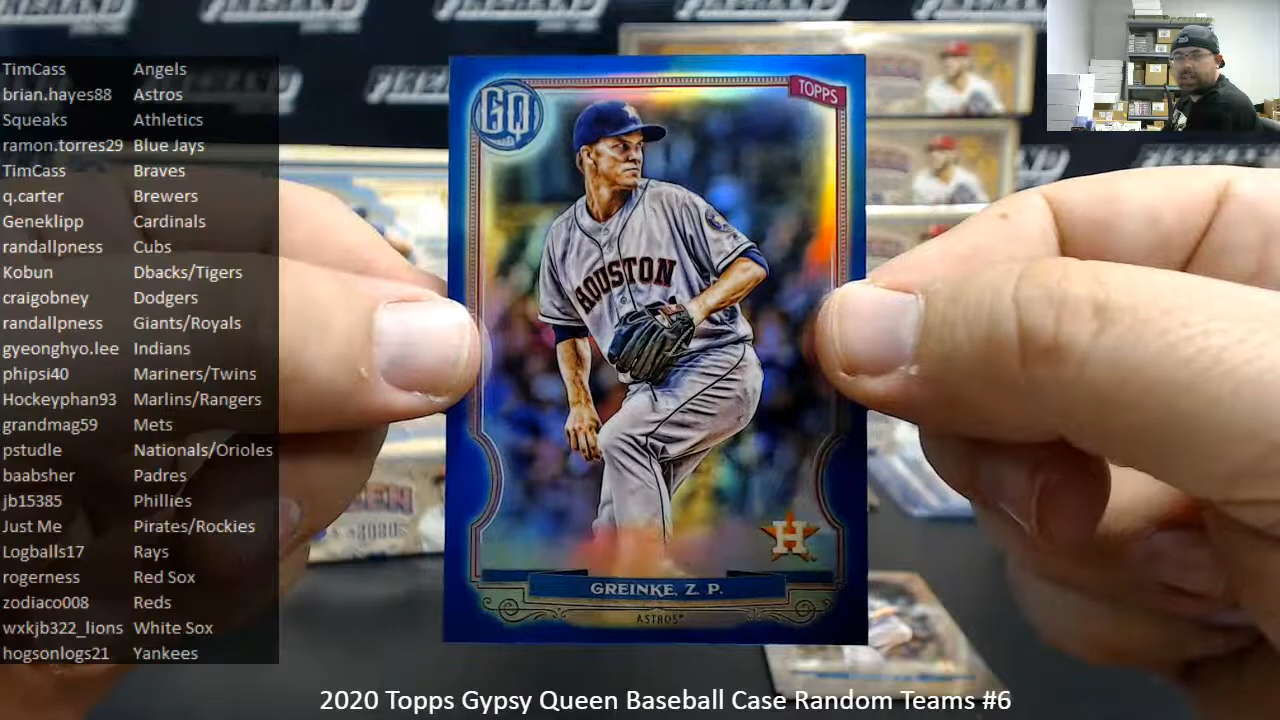 TimCass Angels
brian.hayes88 Astros
Squeaks Athletics
ramon.torres29 Blue Jays
TimCass Braves
q.carter Brewers
Geneklipp Cardinals
randallpness Cubs
Kobun Dbacks/Tigers
craigobney Dodgers
randallpness Giants/Royals
gyeonghyo.lee Indians
phipsi40 Mariners/Twins
Hockeyphan93 Marlins/Rangers
grandmag59 Mets
pstudle Nationals/Orioles
baabsher Padres
jb15385 Phillies
Just Me Pirates/Rockies
Logballs17 Rays
rogerness Red Sox
zodiaco008 Reds
wxkjb322_lions White Sox
hogsonlogs21 Yankees
GQ
TOPPS
HOUSTON
H
GREINKE, Z. P.
ASTROS
2020 Topps Gypsy Queen Baseball Case Random Teams #6